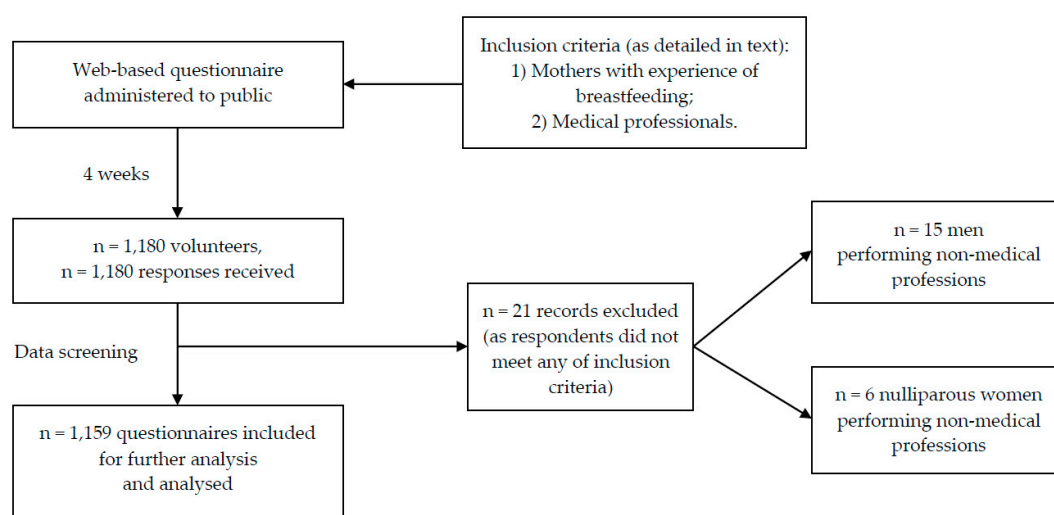 Web-based questionnaire
administered to public
Inclusion criteria (as detailed in text):
1) Mothers with experience of
breastfeeding;
2) Medical professionals.
4 weeks
n = 1,180 volunteers,
n = 1,180 responses received
n = 15 men
performing non-medical
professions
Data screening
n = 21 records excluded
(as respondents did not
meet any of inclusion
criteria)
n = 6 nulliparous women
performing non-medical
professions
n = 1,159 questionnaires included
for further analysis
and analysed